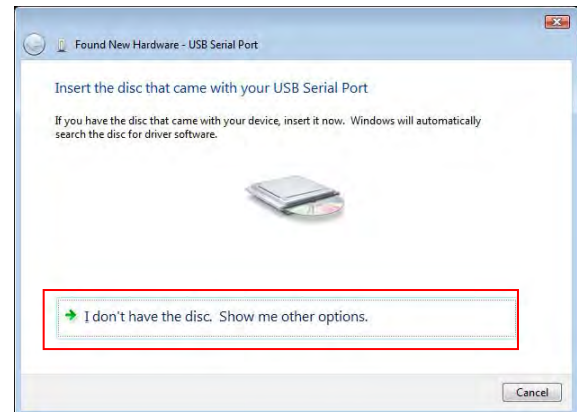 Found New Hardware - USB Serial Port
Insert the disc that came with your USB Serial Port
If you have the disc that came with your device, insert it now.  Windows will automatically
search the disc for driver software.
I don't have the disc.  Show me other options.
Cancel